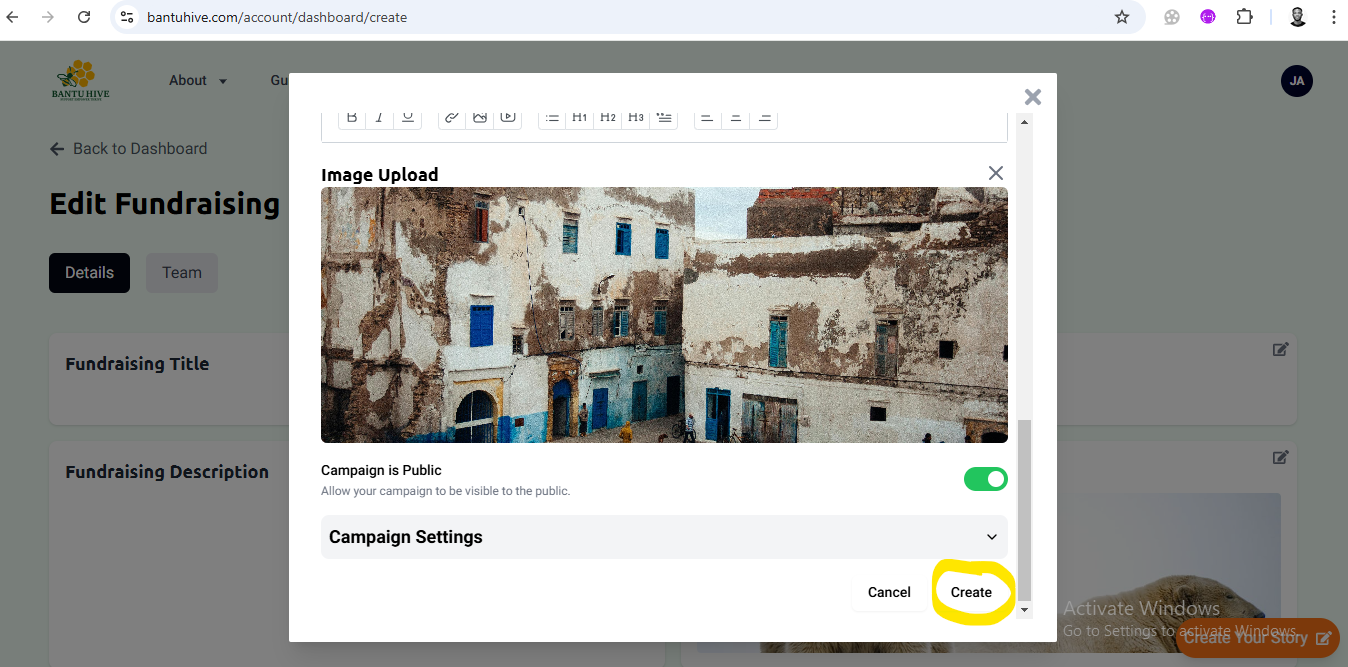 bantuhive.com/account/dashboard/create
BANTU HIVE
About
Gu
JA
Back to Dashboard
Edit Fundraising
Details
Team
Fundraising Title
Fundraising Description
B I U H1 H2 H3
Image Upload
Campaign is Public
Allow your campaign to be visible to the public.
Campaign Settings
Cancel
Create
Activate Windows
Go to Settings to activate Windows.
Create Your Story